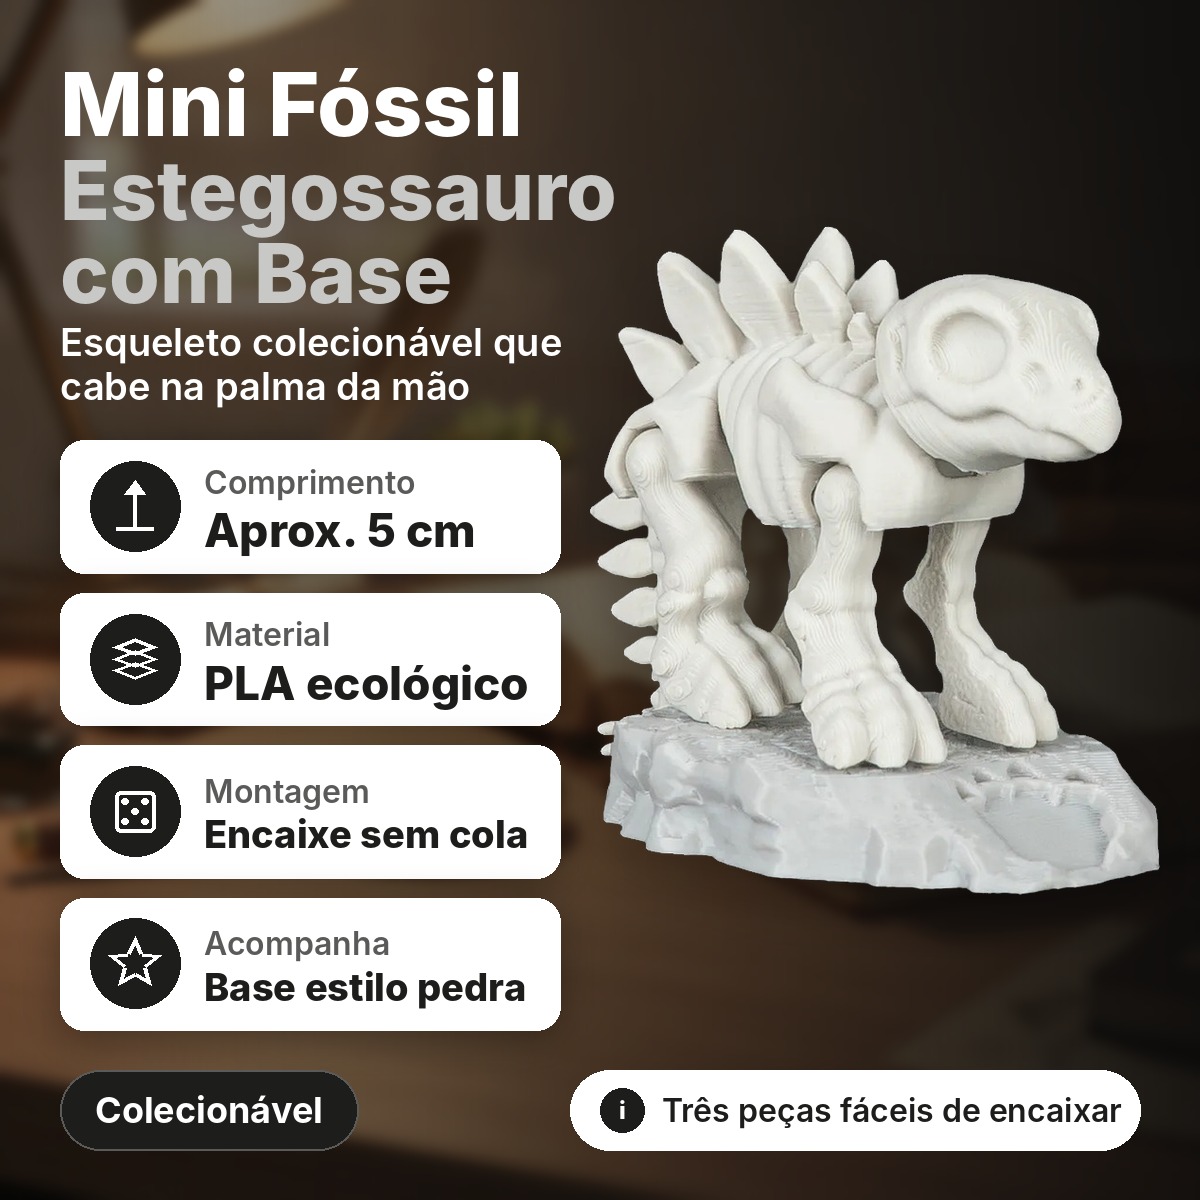 Mini Fóssil
Estegossauro
com Base
Esqueleto colecionável que
cabe na palma da mão
Comprimento
Aprox. 5 cm
Material
PLA ecológico
Montagem
Encaixe sem cola
Acompanha
Base estilo pedra
Colecionável
i Três peças fáceis de encaixar